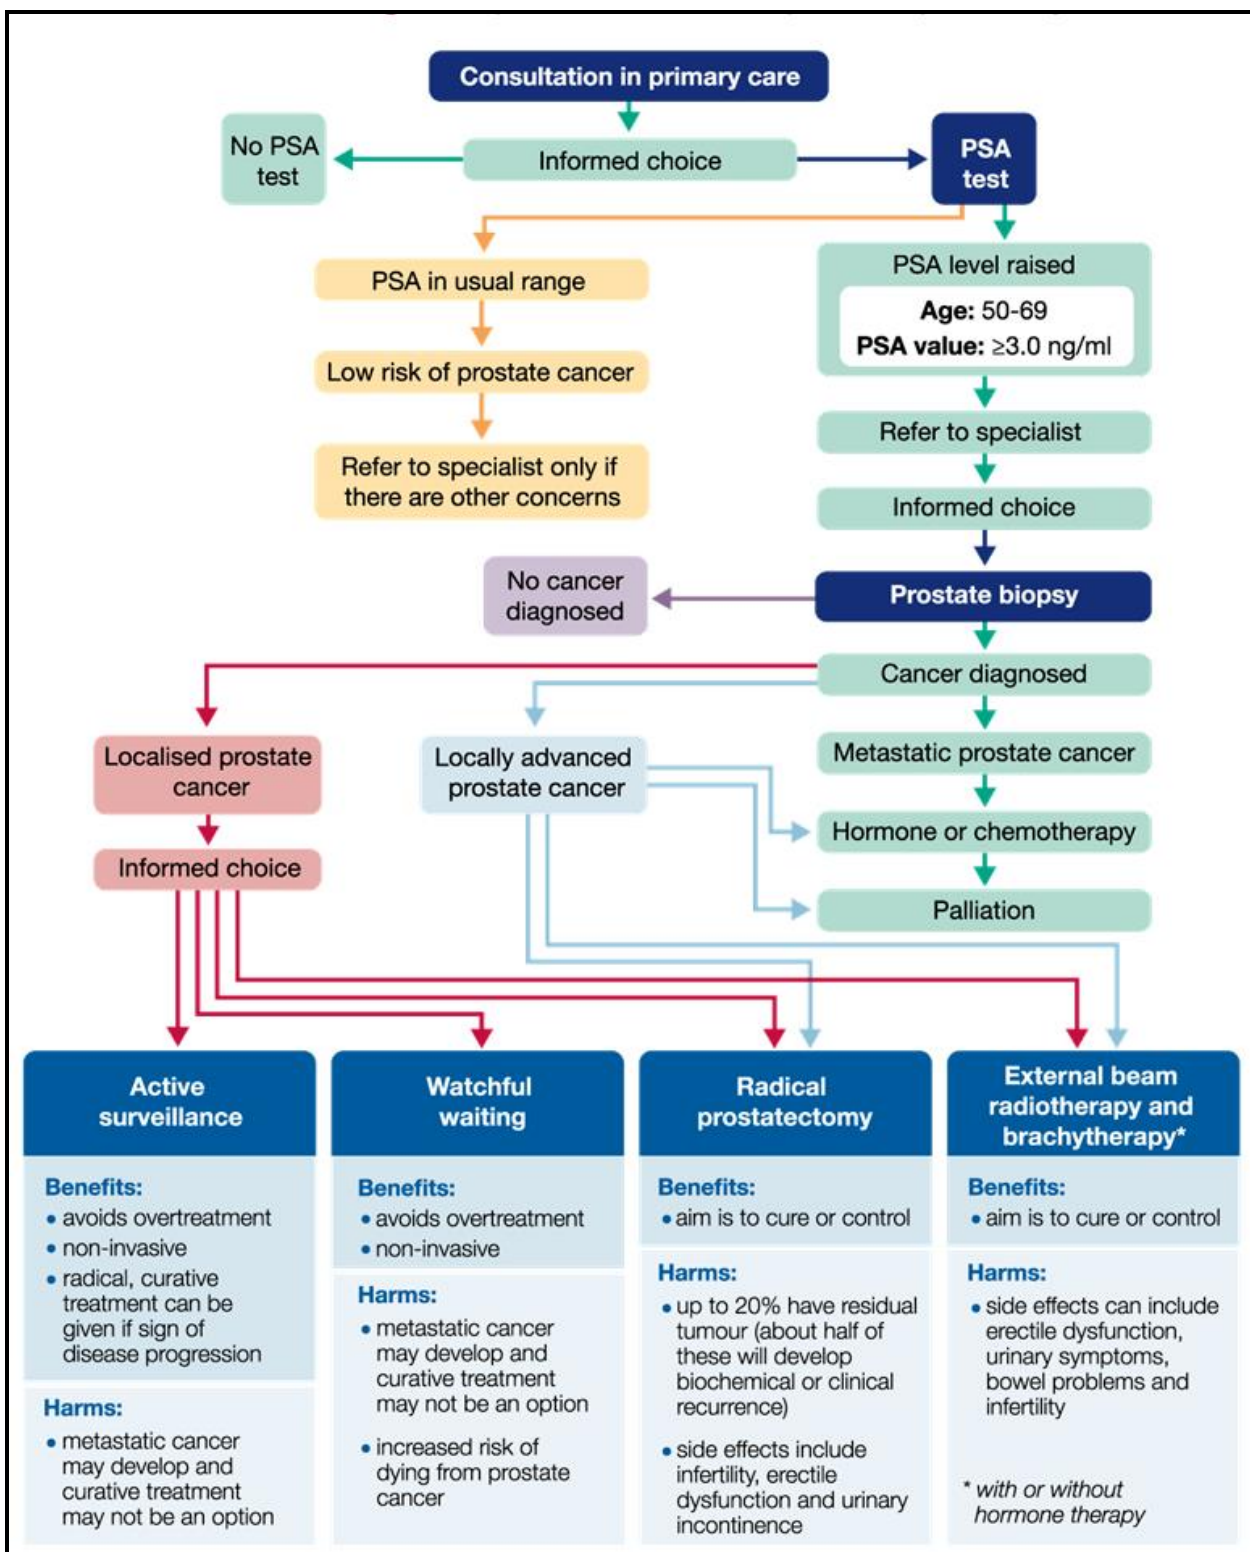 Consultation in primary care
No PSA
test
Informed choice
PSA
test
PSA in usual range
Low risk of prostate cancer
Refer to specialist only if
there are other concerns
PSA level raised
Age: 50-69
PSA value: ≥3.0 ng/ml
Refer to specialist
Informed choice
Prostate biopsy
No cancer
diagnosed
Cancer diagnosed
Localised prostate
cancer
Informed choice
Locally advanced
prostate cancer
Metastatic prostate cancer
Hormone or chemotherapy
Palliation
Active
surveillance
Benefits:
• avoids overtreatment
• non-invasive
• radical, curative
treatment can be
given if sign of
disease progression
Harms:
• metastatic cancer
may develop and
curative treatment
may not be an option
Watchful
waiting
Benefits:
• avoids overtreatment
• non-invasive
Harms:
• metastatic cancer
may develop and
curative treatment
may not be an option
• increased risk of
dying from prostate
cancer
Radical
prostatectomy
Benefits:
• aim is to cure or control
Harms:
• up to 20% have residual
tumour (about half of
these will develop
biochemical or clinical
recurrence)
• side effects include
infertility, erectile
dysfunction and urinary
incontinence
External beam
radiotherapy and
brachytherapy*
Benefits:
• aim is to cure or control
Harms:
• side effects can include
erectile dysfunction,
urinary symptoms,
bowel problems and
infertility
* with or without
hormone therapy